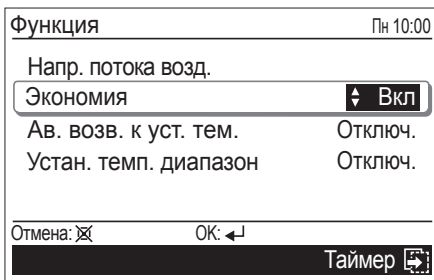 Функция Пн 10:00
Напр. потока возд.
Экономия Вкл
Ав. возв. к уст. тем. Отключ.
Устан. темп. диапазон Отключ.
Отмена: OK:
Таймер